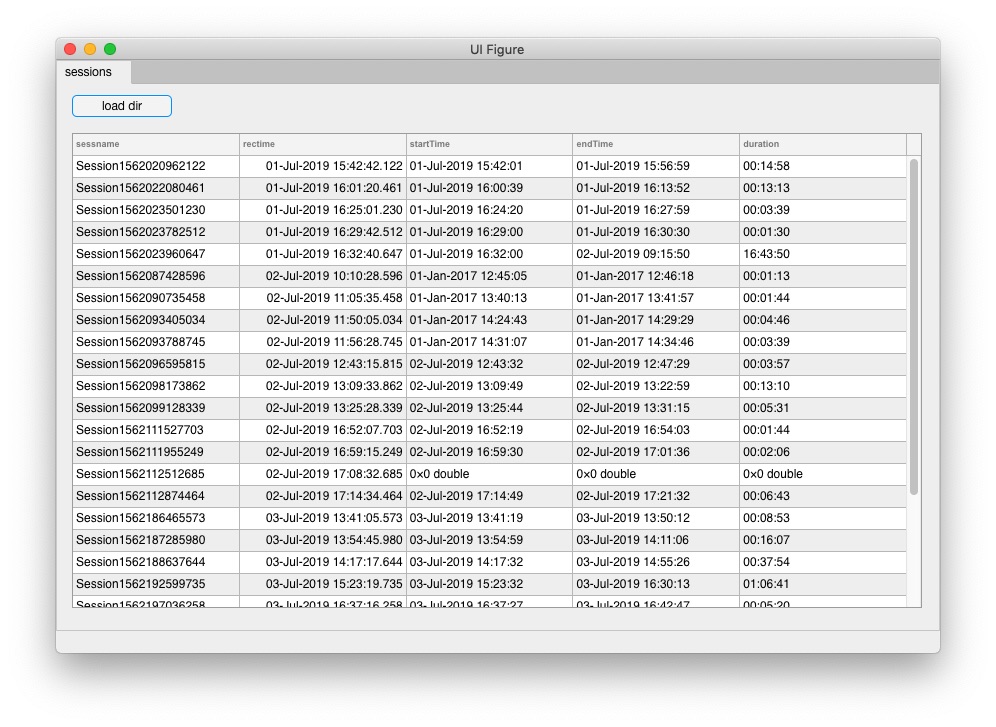 UI Figure
sessions
load dir
sessname rectime startTime endTime duration
Session1562020962122 01-Jul-2019 15:42:42.122 01-Jul-2019 15:42:01 01-Jul-2019 15:56:59 00:14:58
Session1562022080461 01-Jul-2019 16:01:20.461 01-Jul-2019 16:00:39 01-Jul-2019 16:13:52 00:13:13
Session1562023501230 01-Jul-2019 16:25:01.230 01-Jul-2019 16:24:20 01-Jul-2019 16:27:59 00:03:39
Session1562023782512 01-Jul-2019 16:29:42.512 01-Jul-2019 16:29:00 01-Jul-2019 16:30:30 00:01:30
Session1562023960647 01-Jul-2019 16:32:40.647 01-Jul-2019 16:32:00 02-Jul-2019 09:15:50 16:43:50
Session1562087428596 02-Jul-2019 10:10:28.596 01-Jan-2017 12:45:05 01-Jan-2017 12:46:18 00:01:13
Session1562090735458 02-Jul-2019 11:05:35.458 01-Jan-2017 13:40:13 01-Jan-2017 13:41:57 00:01:44
Session1562093405034 02-Jul-2019 11:50:05.034 01-Jan-2017 14:24:43 01-Jan-2017 14:29:29 00:04:46
Session1562093788745 02-Jul-2019 11:56:28.745 01-Jan-2017 14:31:07 01-Jan-2017 14:34:46 00:03:39
Session1562096595815 02-Jul-2019 12:43:15.815 02-Jul-2019 12:43:32 02-Jul-2019 12:47:29 00:03:57
Session1562098173862 02-Jul-2019 13:09:33.862 02-Jul-2019 13:09:49 02-Jul-2019 13:22:59 00:13:10
Session1562099128339 02-Jul-2019 13:25:28.339 02-Jul-2019 13:25:44 02-Jul-2019 13:31:15 00:05:31
Session1562111527703 02-Jul-2019 16:52:07.703 02-Jul-2019 16:52:19 02-Jul-2019 16:54:03 00:01:44
Session1562111955249 02-Jul-2019 16:59:15.249 02-Jul-2019 16:59:30 02-Jul-2019 17:01:36 00:02:06
Session1562112512685 02-Jul-2019 17:08:32.685 0×0 double 0×0 double 0×0 double
Session1562112874464 02-Jul-2019 17:14:34.464 02-Jul-2019 17:14:49 02-Jul-2019 17:21:32 00:06:43
Session1562186465573 03-Jul-2019 13:41:05.573 03-Jul-2019 13:41:19 03-Jul-2019 13:50:12 00:08:53
Session1562187285980 03-Jul-2019 13:54:45.980 03-Jul-2019 13:54:59 03-Jul-2019 14:11:06 00:16:07
Session1562188637644 03-Jul-2019 14:17:17.644 03-Jul-2019 14:17:32 03-Jul-2019 14:55:26 00:37:54
Session1562192599735 03-Jul-2019 15:23:19.735 03-Jul-2019 15:23:32 03-Jul-2019 16:30:13 01:06:41
Session1562197036258 03-Jul-2019 16:37:16.258 03-Jul-2019 16:37:27 03-Jul-2019 16:42:47 00:05:20